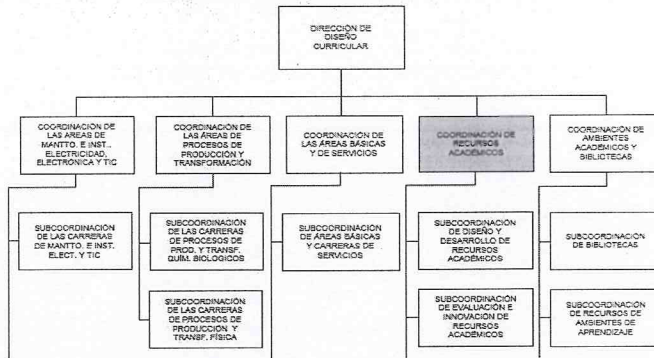 DIRECCIÓN DE
DISEÑO
CURRICULAR
COORDINACIÓN DE
LAS ÁREAS DE
MANTTO. E INST.,
ELECTRICIDAD,
ELECTRÓNICA Y TIC
COORDINACIÓN DE
LAS ÁREAS DE
PROCESOS DE
PRODUCCIÓN Y
TRANSFORMACIÓN
COORDINACIÓN DE
LAS ÁREAS BÁSICAS
Y DE SERVICIOS
COORDINACIÓN DE
RECURSOS
ACADÉMICOS
COORDINACIÓN DE
AMBIENTES
ACADÉMICOS Y
BIBLIOTECAS
SUBCOORDINACIÓN
DE LAS CARRERAS
DE MANTTO. E INST.
ELECT. Y TIC
SUBCOORDINACIÓN
DE LAS CARRERAS
DE PROCESOS DE
PROD. Y TRANSF.
QUÍM. BIOLOGICOS
SUBCOORDINACIÓN
DE ÁREAS BÁSICAS
Y CARRERAS DE
SERVICIOS
SUBCOORDINACIÓN
DE DISEÑO Y
DESARROLLO DE
RECURSOS
ACADÉMICOS
SUBCOORDINACIÓN
DE BIBLIOTECAS
SUBCOORDINACIÓN
DE LAS CARRERAS
DE PROCESOS DE
PRODUCCIÓN Y
TRANSF. FÍSICA
SUBCOORDINACIÓN
DE EVALUACIÓN E
INNOVACIÓN DE
RECURSOS
ACADÉMICOS
SUBCOORDINACIÓN
DE RECURSOS DE
AMBIENTES DE
APRENDIZAJE